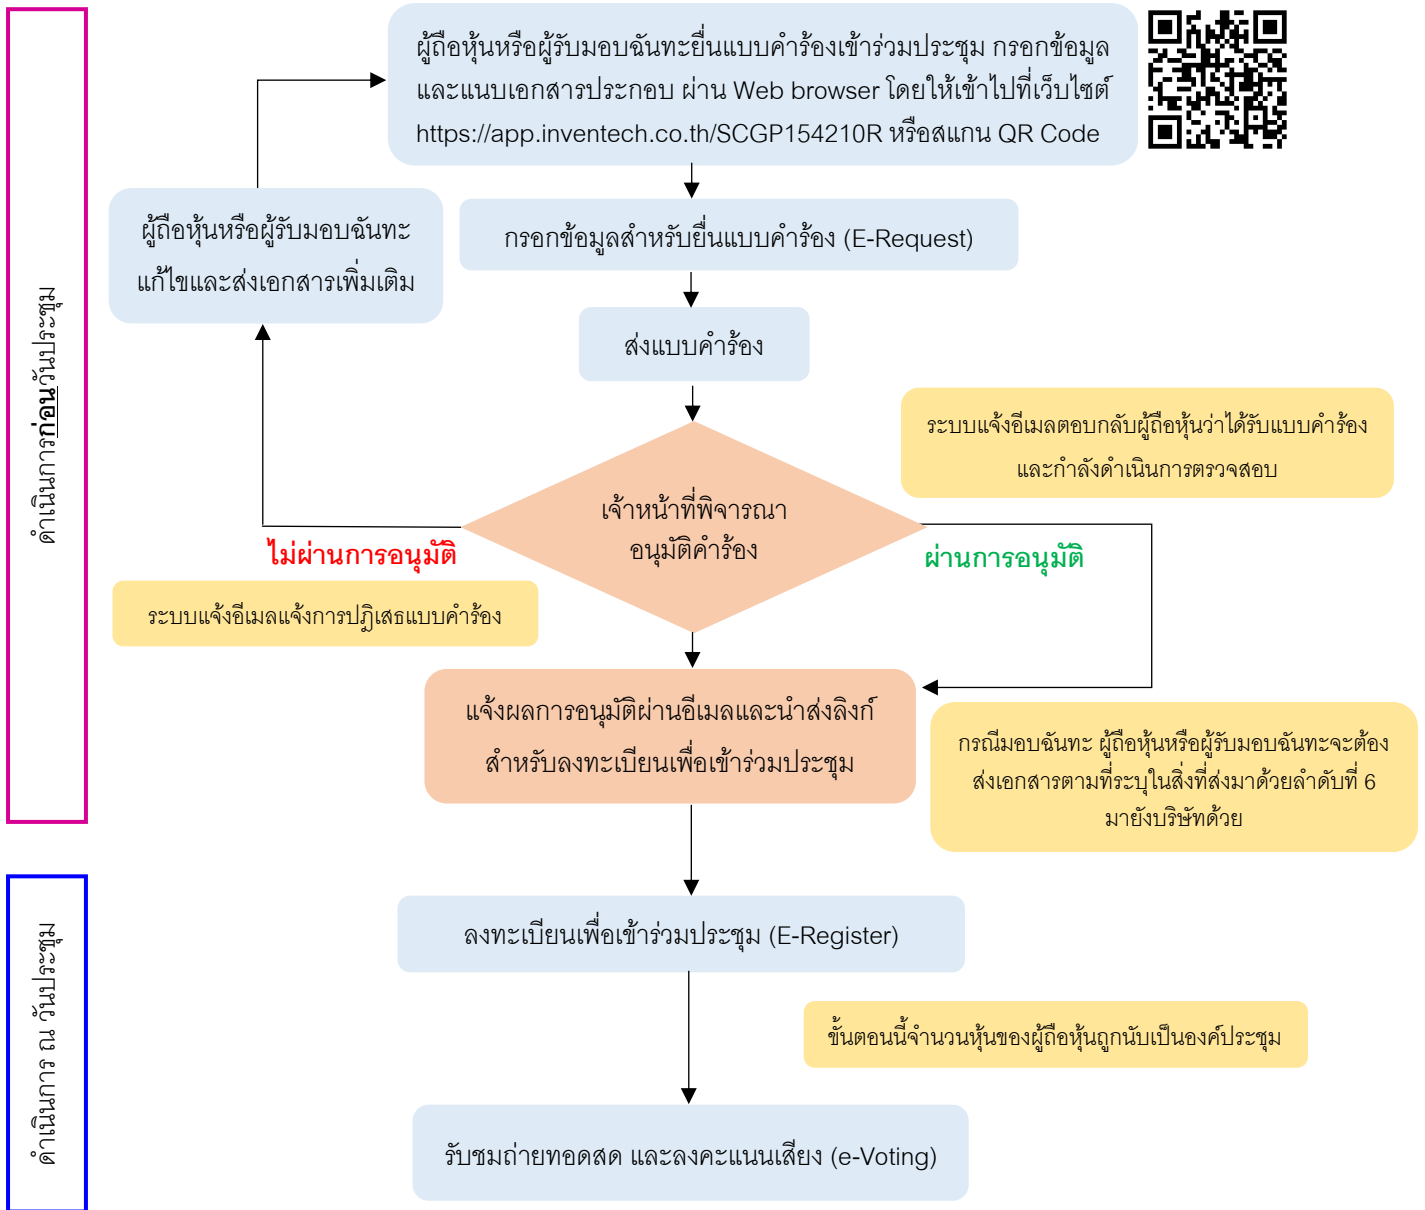 ผู้ถือหุ้นหรือผู้รับมอบฉันทะยื่นแบบคำร้องเข้าร่วมประชุม กรอกข้อมูล
และแนบเอกสารประกอบ ผ่าน Web browser โดยให้เข้าไปที่เว็บไซต์
https://app.inventech.co.th/SCGP154210R หรือสแกน QR Code
ผู้ถือหุ้นหรือผู้รับมอบฉันทะ
แก้ไขและส่งเอกสารเพิ่มเติม
กรอกข้อมูลสำหรับยื่นแบบคำร้อง (E-Request)
ส่งแบบคำร้อง
ดำเนินการก่อนวันประชุม
ระบบแจ้งอีเมลตอบกลับผู้ถือหุ้นว่าได้รับแบบคำร้อง
และกำลังดำเนินการตรวจสอบ
เจ้าหน้าที่พิจารณา
อนุมัติคำร้อง
ไม่ผ่านการอนุมัติ
ผ่านการอนุมัติ
ระบบแจ้งอีเมลแจ้งการปฏิเสธแบบคำร้อง
แจ้งผลการอนุมัติผ่านอีเมลและนำส่งลิงก์
สำหรับลงทะเบียนเพื่อเข้าร่วมประชุม
กรณีมอบฉันทะ ผู้ถือหุ้นหรือผู้รับมอบฉันทะจะต้อง
ส่งเอกสารตามที่ระบุในสิ่งที่ส่งมาด้วยลำดับที่ 6
มายังบริษัทด้วย
ดำเนินการ ณ วันประชุม
ลงทะเบียนเพื่อเข้าร่วมประชุม (E-Register)
ขั้นตอนนี้จำนวนหุ้นของผู้ถือหุ้นถูกนับเป็นองค์ประชุม
รับชมถ่ายทอดสด และลงคะแนนเสียง (e-Voting)